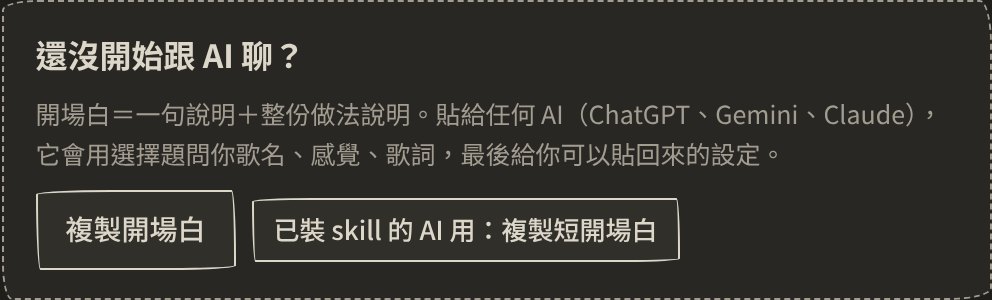 還沒開始跟 AI 聊？
開場白＝一句說明＋整份做法說明。貼給任何 AI（ChatGPT、Gemini、Claude），
它會用選擇題問你歌名、感覺、歌詞，最後給你可以貼回來的設定。
複製開場白
已裝 skill 的 AI 用：複製短開場白